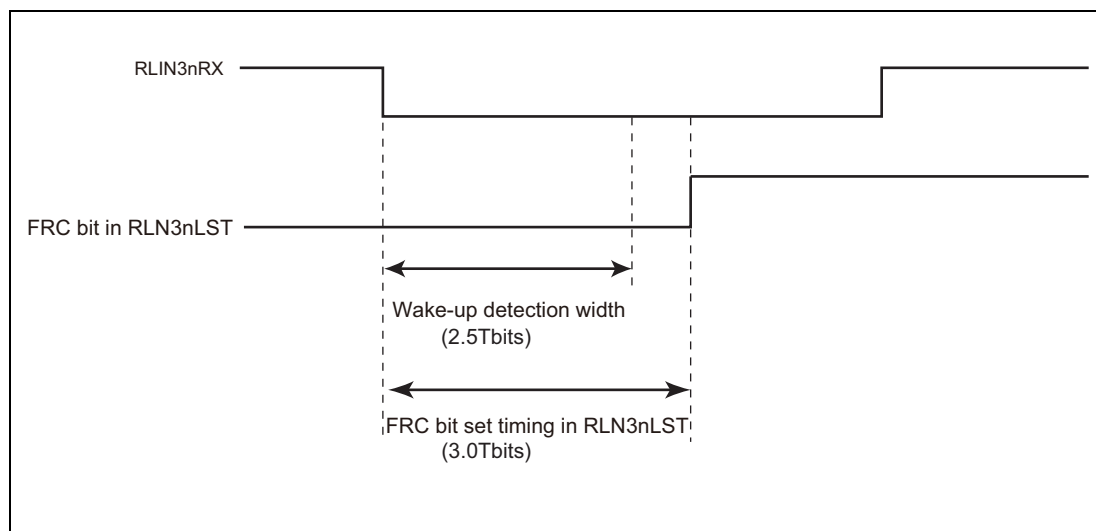 RLIN3nRX
FRC bit in RLN3nLST
Wake-up detection width
(2.5Tbits)
FRC bit set timing in RLN3nLST
(3.0Tbits)